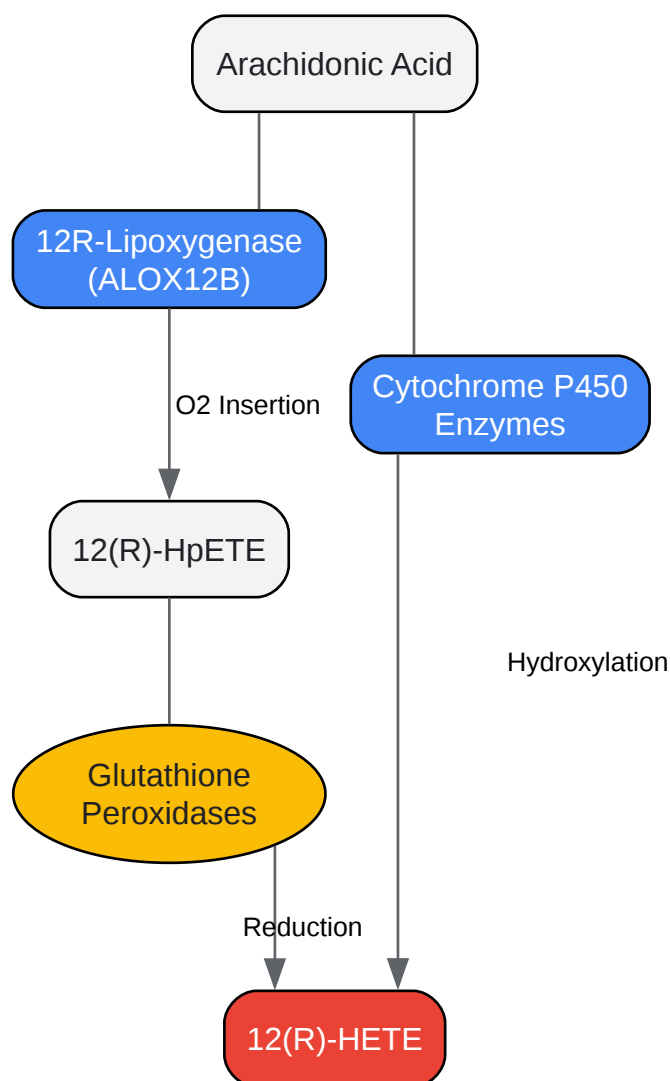 Arachidonic Acid
12R-Lipoxygenase
(ALOX12B)
Cytochrome P450
Enzymes
O2 Insertion
12(R)-HpETE
Hydroxylation
Glutathione
Peroxidases
Reduction
12(R)-HETE